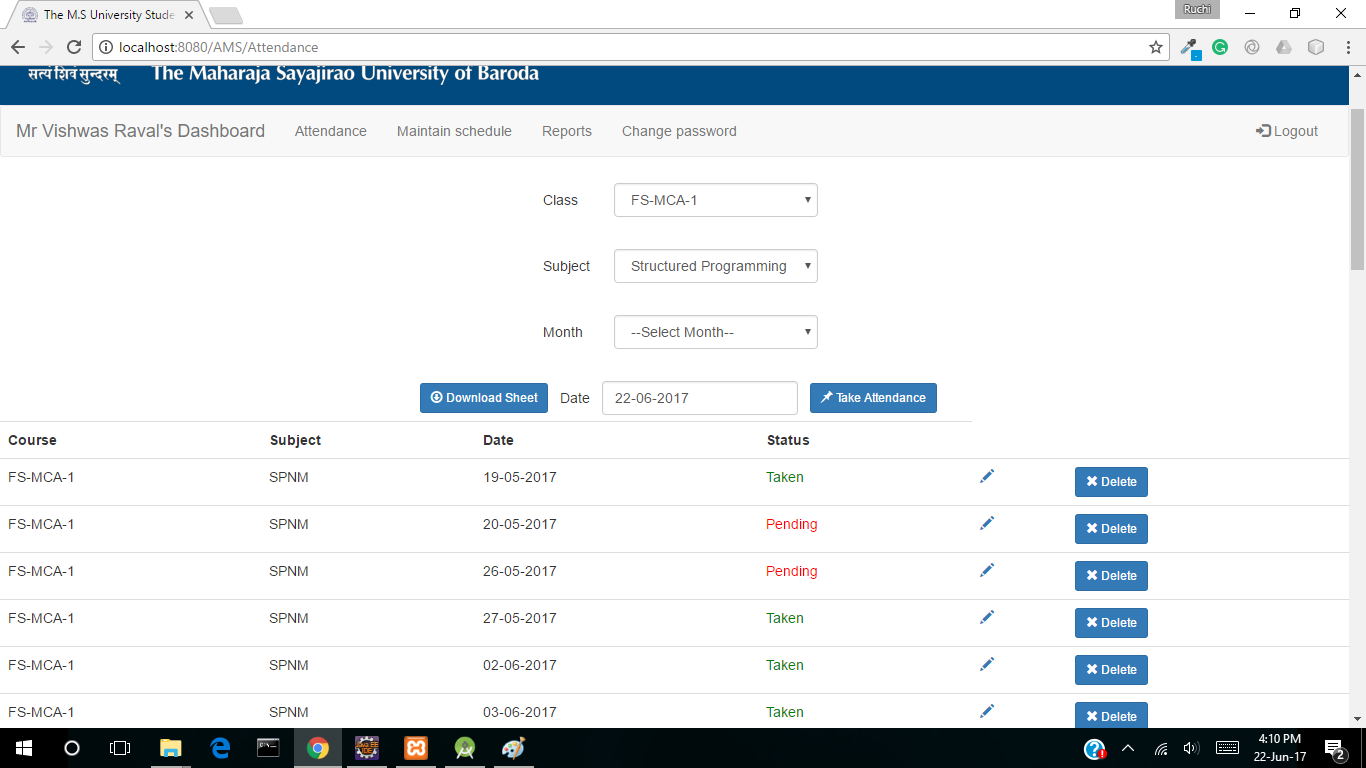 The M.S University Stude
Ruchi
localhost:8080/AMS/Attendance
सत्यं शिवं सुन्दरम् The Maharaja Sayajirao University of Baroda
Mr Vishwas Raval's Dashboard Attendance Maintain schedule Reports Change password Logout
Class FS-MCA-1
Subject Structured Programming
Month --Select Month--
Download Sheet Date 22-06-2017 Take Attendance
Course Subject Date Status
FS-MCA-1 SPNM 19-05-2017 Taken Delete
FS-MCA-1 SPNM 20-05-2017 Pending Delete
FS-MCA-1 SPNM 26-05-2017 Pending Delete
FS-MCA-1 SPNM 27-05-2017 Taken Delete
FS-MCA-1 SPNM 02-06-2017 Taken Delete
FS-MCA-1 SPNM 03-06-2017 Taken Delete
4:10 PM
22-Jun-17
2